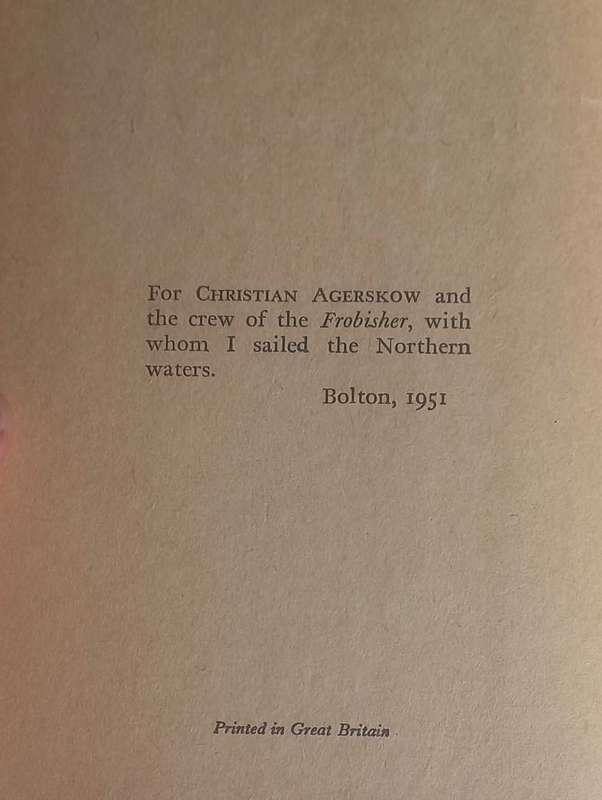 For CHRISTIAN AGERSKOW and
the crew of the Frobisher, with
whom I sailed the Northern
waters.
Bolton, 1951
Printed in Great Britain